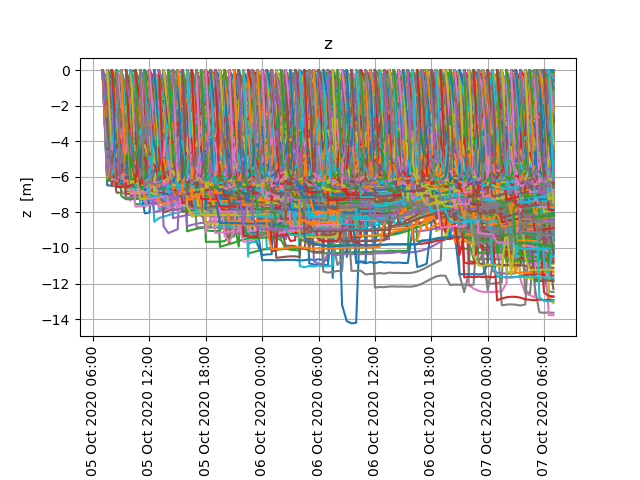 z
0
−2
−4
−6
−8
−10
−12
−14
z [m]
05 Oct 2020 06:00
05 Oct 2020 12:00
05 Oct 2020 18:00
06 Oct 2020 00:00
06 Oct 2020 06:00
06 Oct 2020 12:00
06 Oct 2020 18:00
07 Oct 2020 00:00
07 Oct 2020 06:00